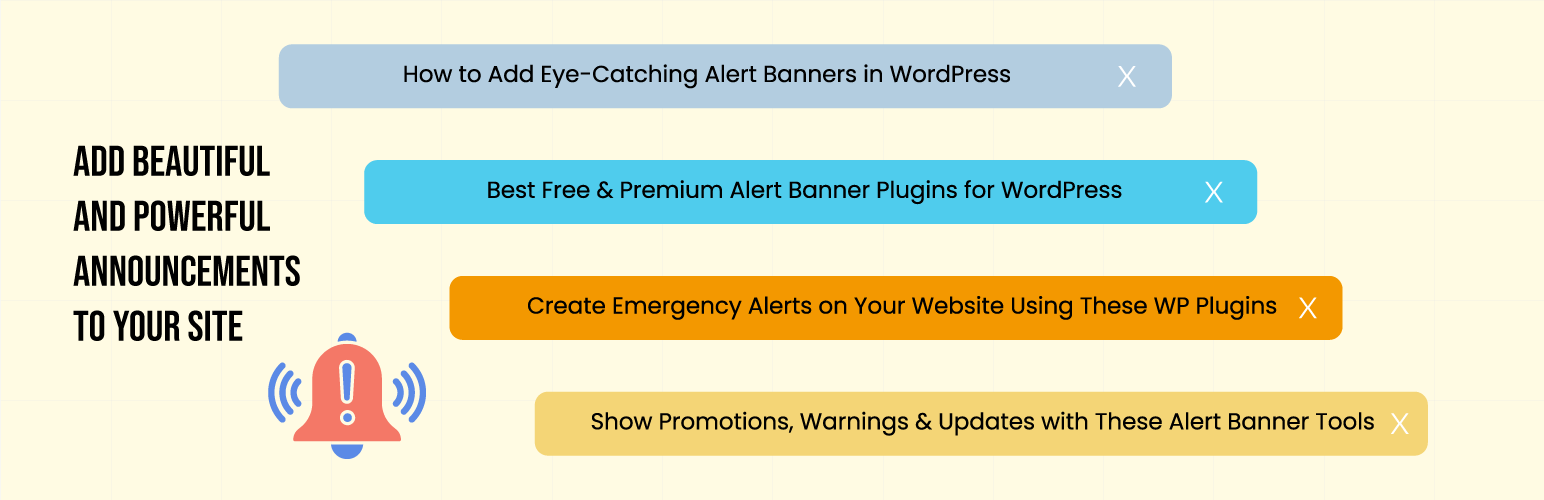 How to Add Eye-Catching Alert Banners in WordPress X
ADD BEAUTIFUL
AND POWERFUL
ANNOUNCEMENTS
TO YOUR SITE
Best Free & Premium Alert Banner Plugins for WordPress X
Create Emergency Alerts on Your Website Using These WP Plugins X
Show Promotions, Warnings & Updates with These Alert Banner Tools X